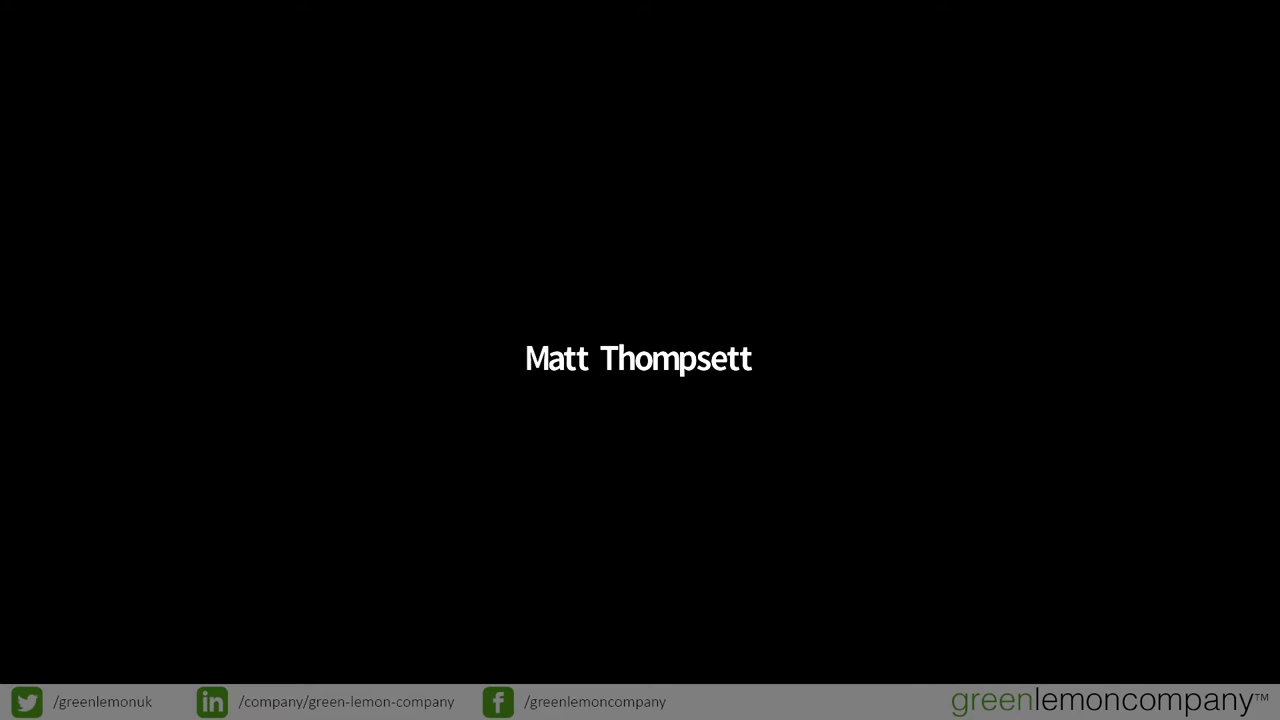 Matt Thompsett
/greenlemonuk
/company/green-lemon-company
/greenlemoncompany
greenlemoncompany™